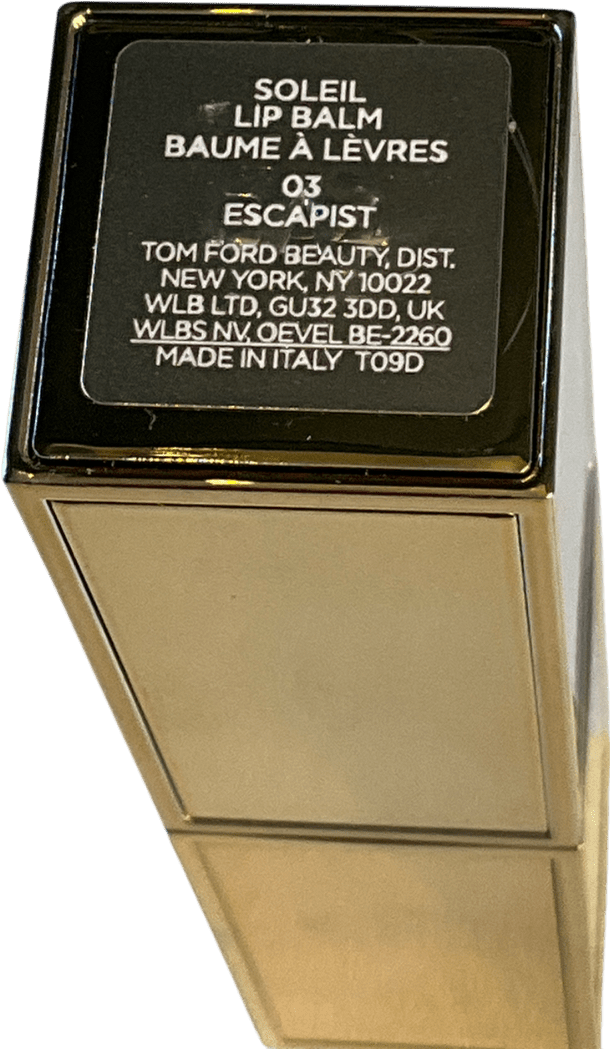 SOLEIL
LIP BALM
BAUME À LÈVRES
03
ESCAPIST
TOM FORD BEAUTY, DIST.
NEW YORK, NY 10022
WLB LTD, GU32 3DD, UK
WLBS NV, OEVEL BE-2260
MADE IN ITALY T09D